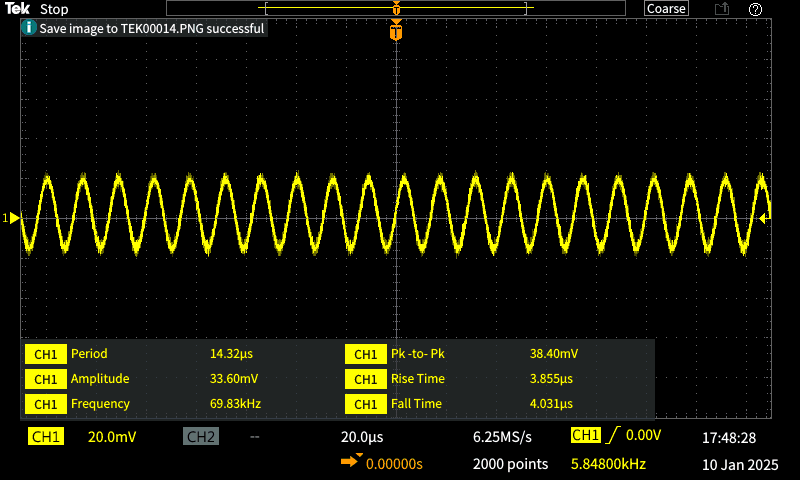 Tek Stop T Coarse ?
i Save image to TEK00014.PNG successful
T
1
CH1 Period 14.32µs CH1 Pk -to- Pk 38.40mV
CH1 Amplitude 33.60mV CH1 Rise Time 3.855µs
CH1 Frequency 69.83kHz CH1 Fall Time 4.031µs
CH1 20.0mV CH2 -- 20.0µs 6.25MS/s CH1 0.00V 17:48:28
0.00000s 2000 points 5.84800kHz 10 Jan 2025